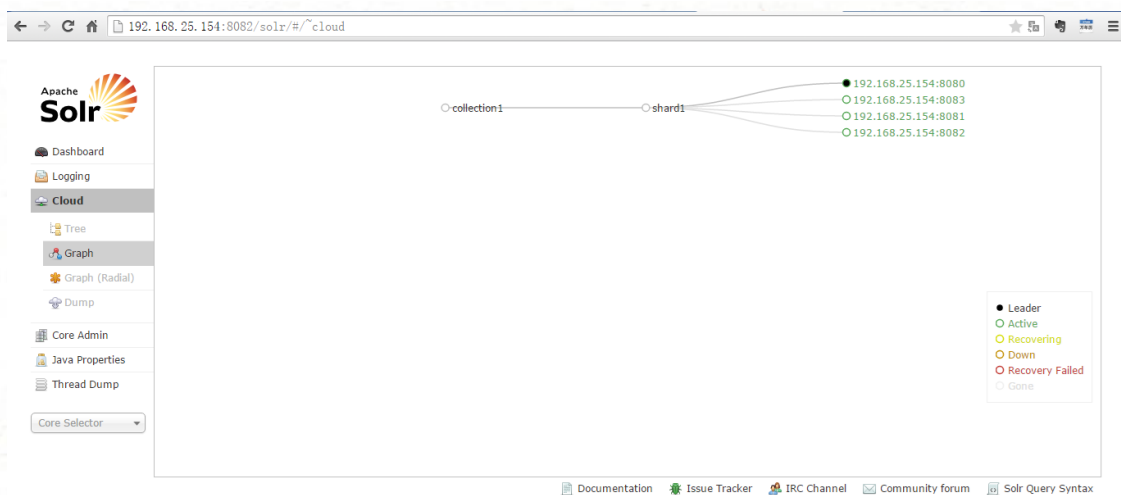 192.168.25.154:8082/solr/#/~cloud
Apache
Solr
Dashboard
Logging
Cloud
Tree
Graph
Graph (Radial)
Dump
Core Admin
Java Properties
Thread Dump
Core Selector
collection1
shard1
192.168.25.154:8080
192.168.25.154:8083
192.168.25.154:8081
192.168.25.154:8082
Leader
Active
Recovering
Down
Recovery Failed
Gone
Documentation
Issue Tracker
IRC Channel
Community forum
Solr Query Syntax